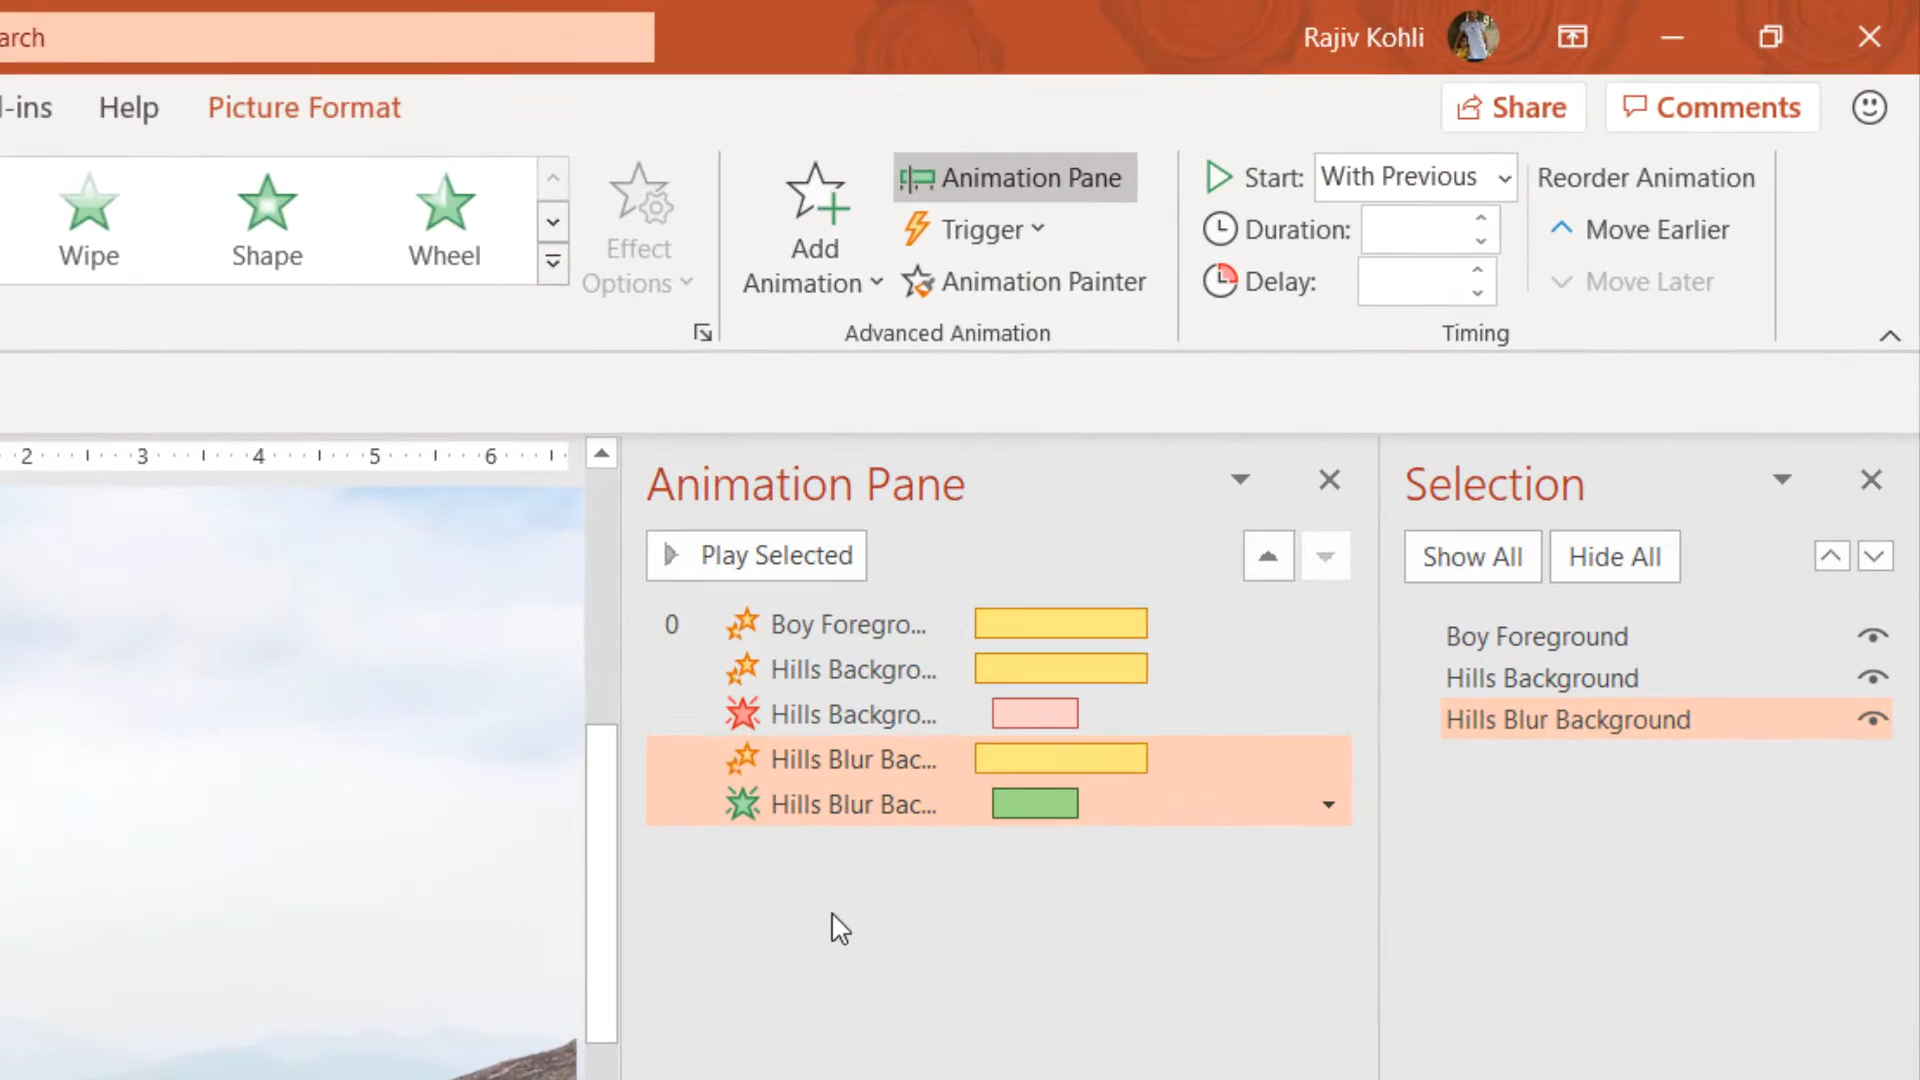 arch
Rajiv Kohli
l-ins Help Picture Format
Share Comments
Wipe Shape Wheel
Effect Options
Add Animation
Animation Pane
Trigger
Animation Painter
Advanced Animation
Start: With Previous
Duration:
Delay:
Timing
Reorder Animation
Move Earlier
Move Later
2 3 4 5 6
Animation Pane
Play Selected
0 Boy Foregro...
Hills Backgro...
Hills Backgro...
Hills Blur Bac...
Hills Blur Bac...
Selection
Show All Hide All
Boy Foreground
Hills Background
Hills Blur Background